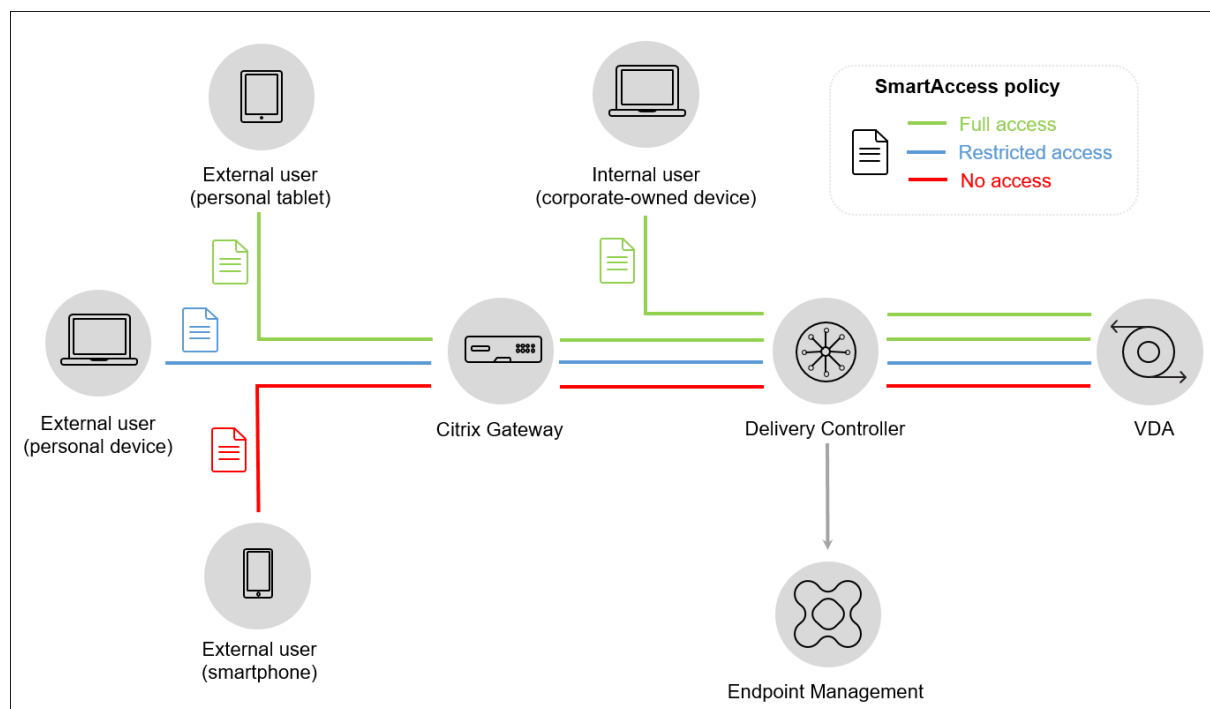 SmartAccess policy
Full access
Restricted access
No access
External user
(personal tablet)
Internal user
(corporate-owned device)
External user
(personal device)
Citrix Gateway
Delivery Controller
VDA
External user
(smartphone)
Endpoint Management